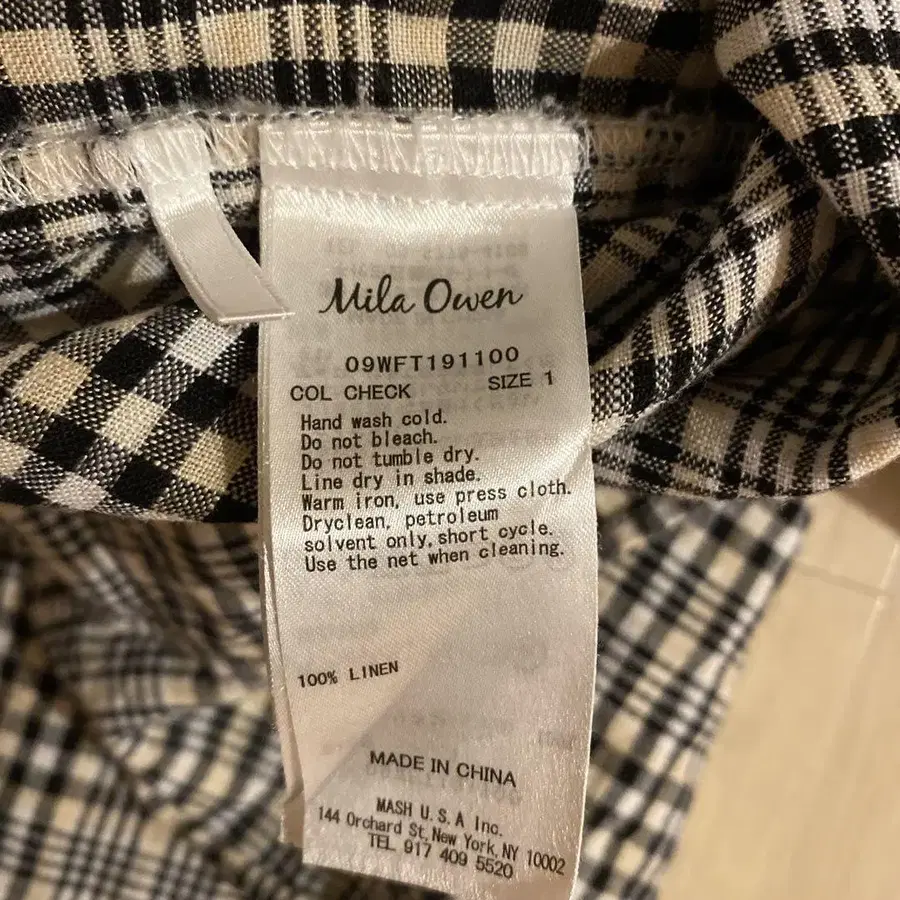 Mila Owen
09WFT191100
COL CHECK SIZE 1
Hand wash cold.
Do not bleach.
Do not tumble dry.
Line dry in shade.
Warm iron, use press cloth.
Dryclean, petroleum
solvent only,short cycle.
Use the net when cleaning.
100% LINEN
MADE IN CHINA
MASH U.S.A Inc.
144 Orchard St, New York, NY 10002
TEL 917 409 5520